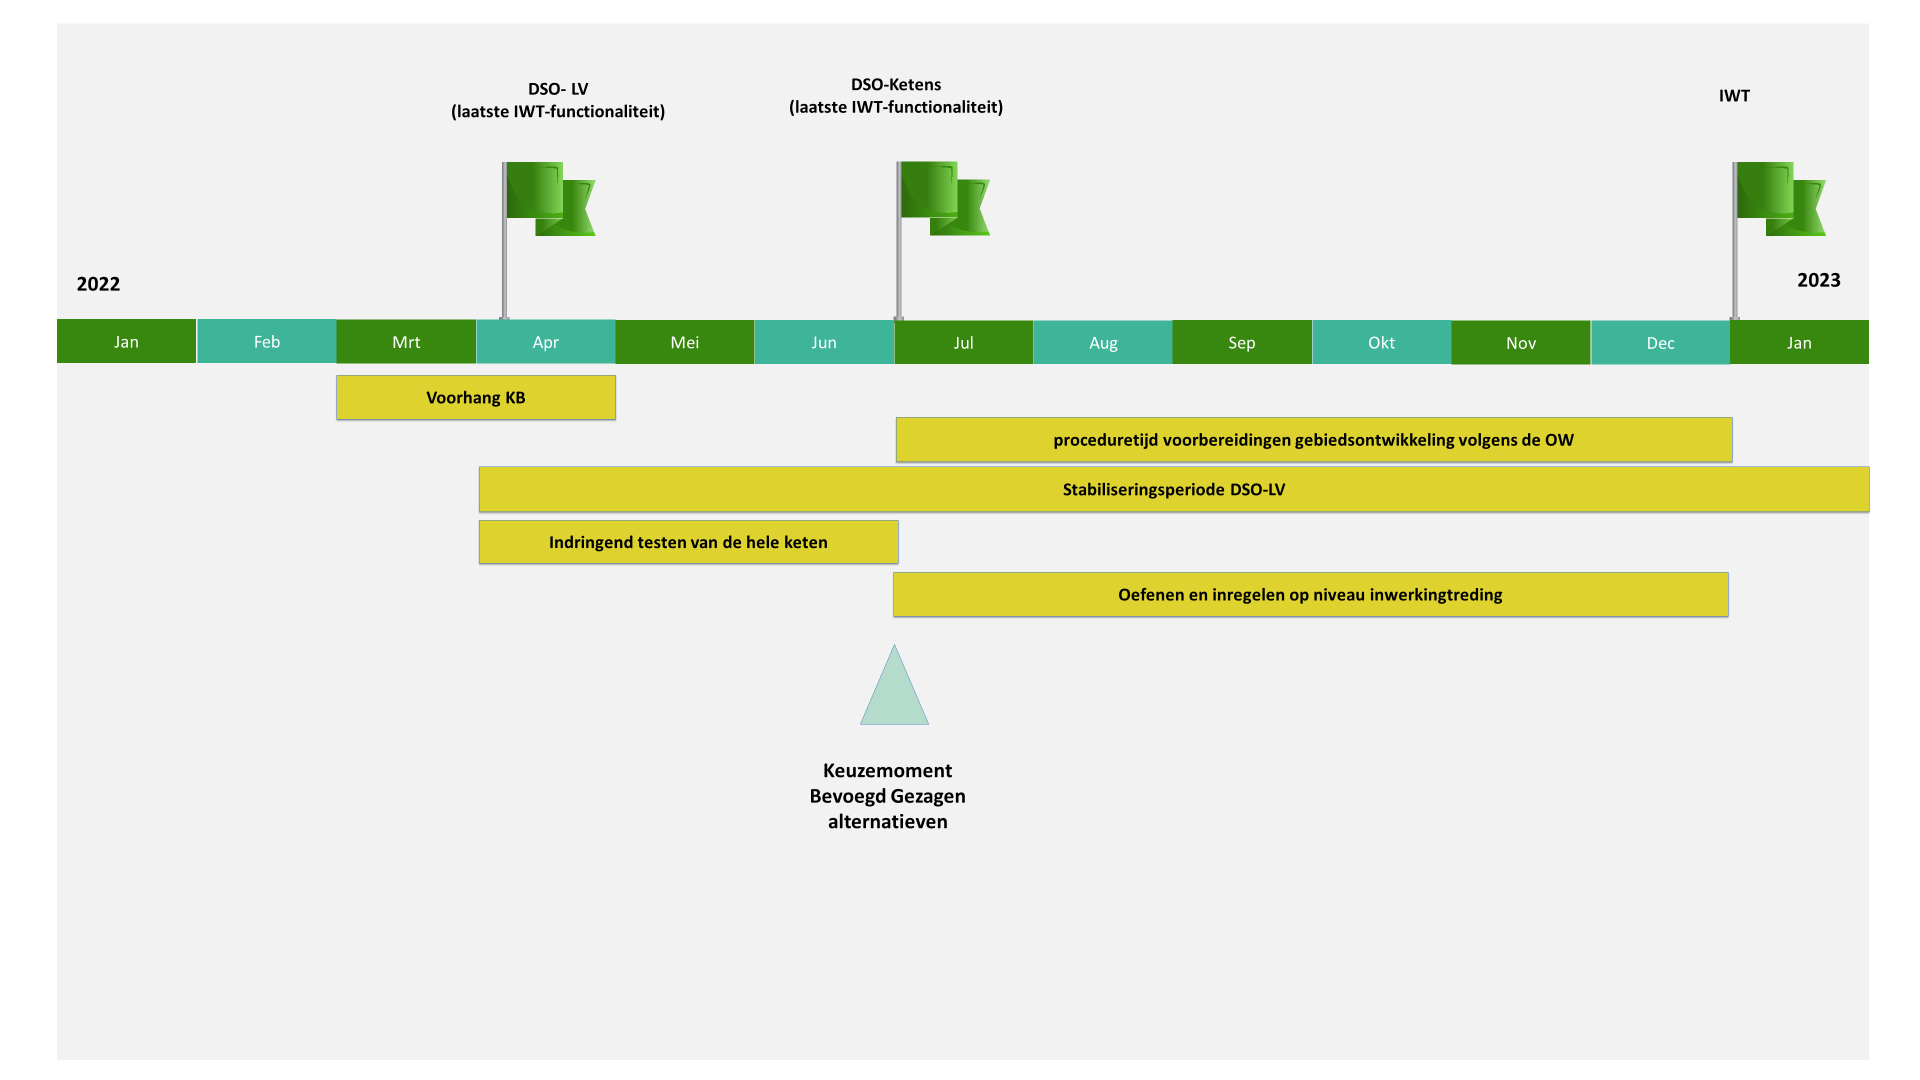 DSO- LV
(laatste IWT-functionaliteit)
DSO-Ketens
(laatste IWT-functionaliteit)
IWT
2022
2023
Jan
Feb
Mrt
Apr
Mei
Jun
Jul
Aug
Sep
Okt
Nov
Dec
Jan
Voorhang KB
proceduretijd voorbereidingen gebiedsontwikkeling volgens de OW
Stabiliseringsperiode DSO-LV
Indringend testen van de hele keten
Oefenen en inregelen op niveau inwerkingtreding
Keuzemoment
Bevoegd Gezagen
alternatieven